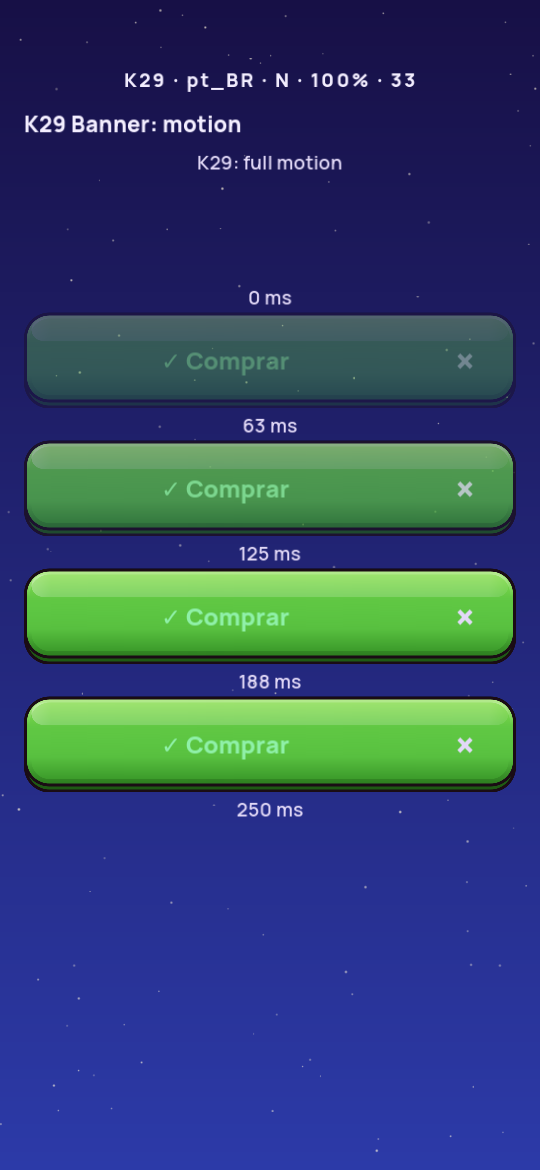 K29 · pt_BR · N · 100% · 33
K29 Banner: motion
K29: full motion
0 ms
✓ Comprar ×
63 ms
✓ Comprar ×
125 ms
✓ Comprar ×
188 ms
✓ Comprar ×
250 ms